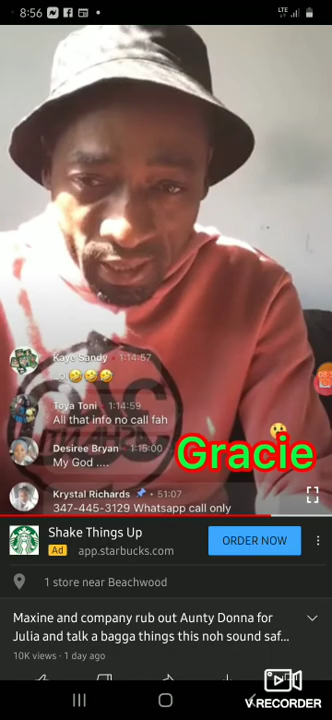 8:56
LTE
Kaye Sandy • 1:14:57
Toya Toni • 1:14:59
All that info no call fah
Desiree Bryan • 1:15:00
My God ....
Gracie
Krystal Richards • 51:07
347-445-3129 Whatsapp call only
Shake Things Up
Ad app.starbucks.com
ORDER NOW
1 store near Beachwood
Maxine and company rub out Aunty Donna for
Julia and talk a bagga things this noh sound saf...
10K views · 1 day ago
V·RECORDER